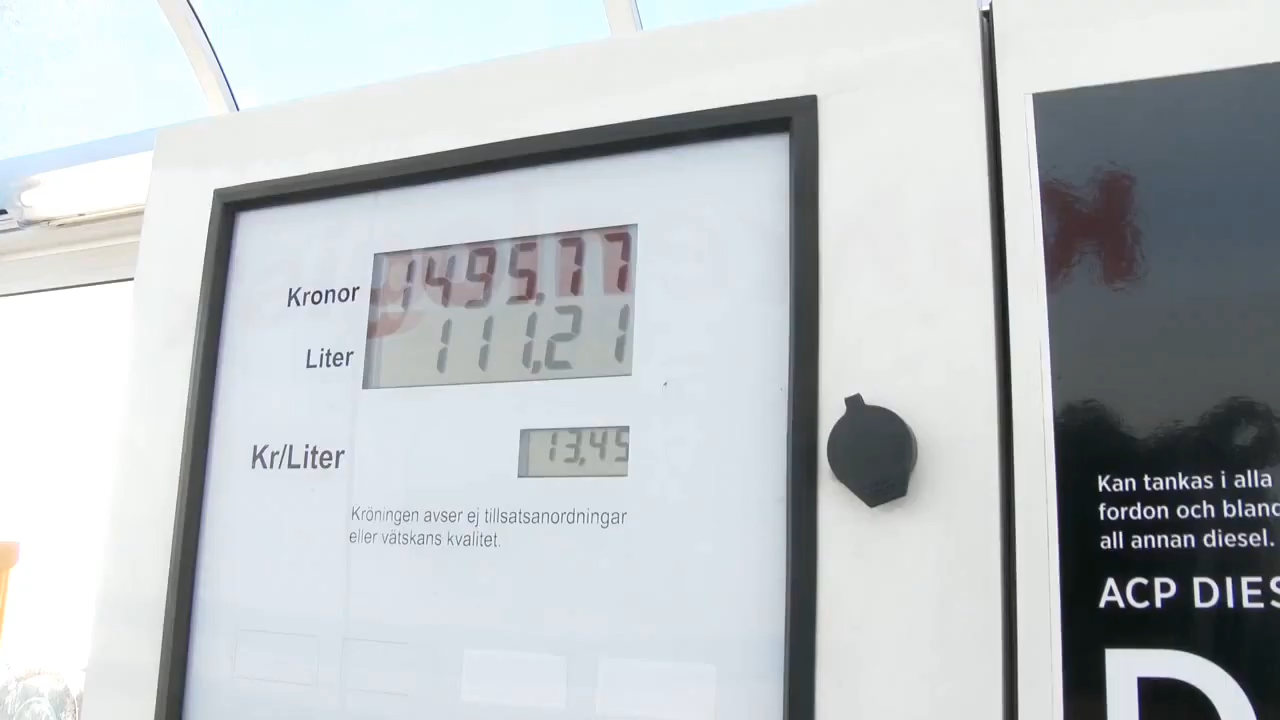 Kronor 1495,77
Liter 111,21
Kr/Liter 13,45
Kröningen avser ej tillsatsanordningar
eller vätskans kvalitet.
Kan tankas i alla
fordon och bland
all annan diesel.
ACP DIES
D